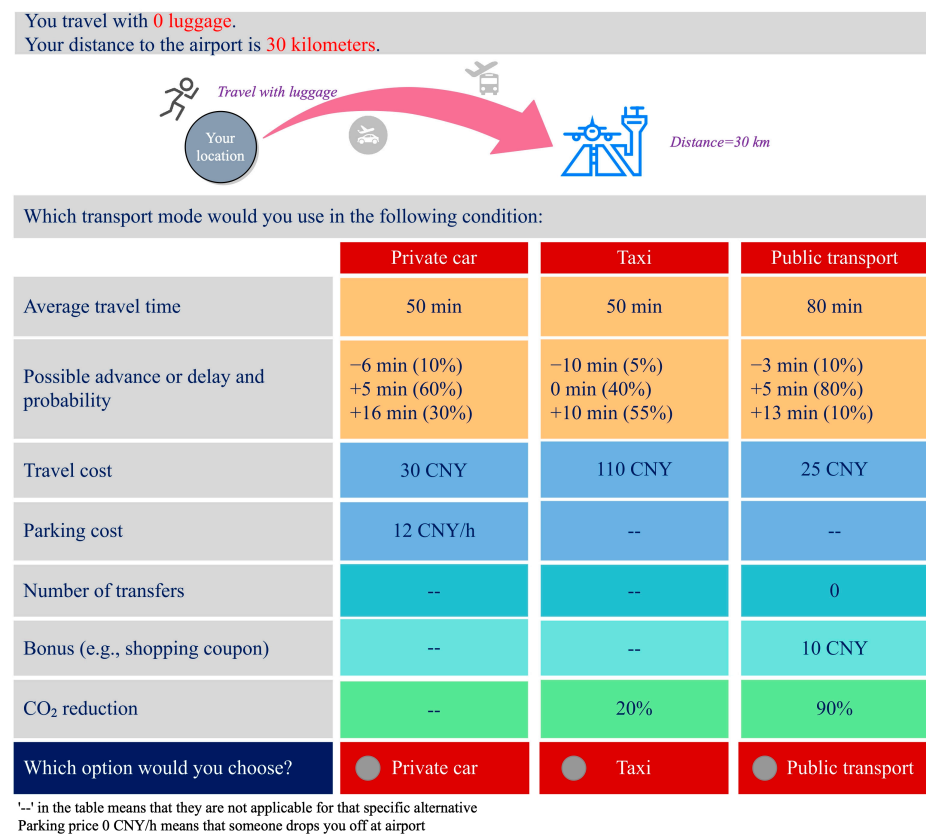 You travel with 0 luggage.
Your distance to the airport is 30 kilometers.
Travel with luggage
Your
location
Distance=30 km
Which transport mode would you use in the following condition:
Private car
Taxi
Public transport
Average travel time
50 min
50 min
80 min
Possible advance or delay and
probability
−6 min (10%)
+5 min (60%)
+16 min (30%)
−10 min (5%)
0 min (40%)
+10 min (55%)
−3 min (10%)
+5 min (80%)
+13 min (10%)
Travel cost
30 CNY
110 CNY
25 CNY
Parking cost
12 CNY/h
--
--
Number of transfers
--
--
0
Bonus (e.g., shopping coupon)
--
--
10 CNY
CO₂ reduction
--
20%
90%
Which option would you choose?
Private car
Taxi
Public transport
'--' in the table means that they are not applicable for that specific alternative
Parking price 0 CNY/h means that someone drops you off at airport